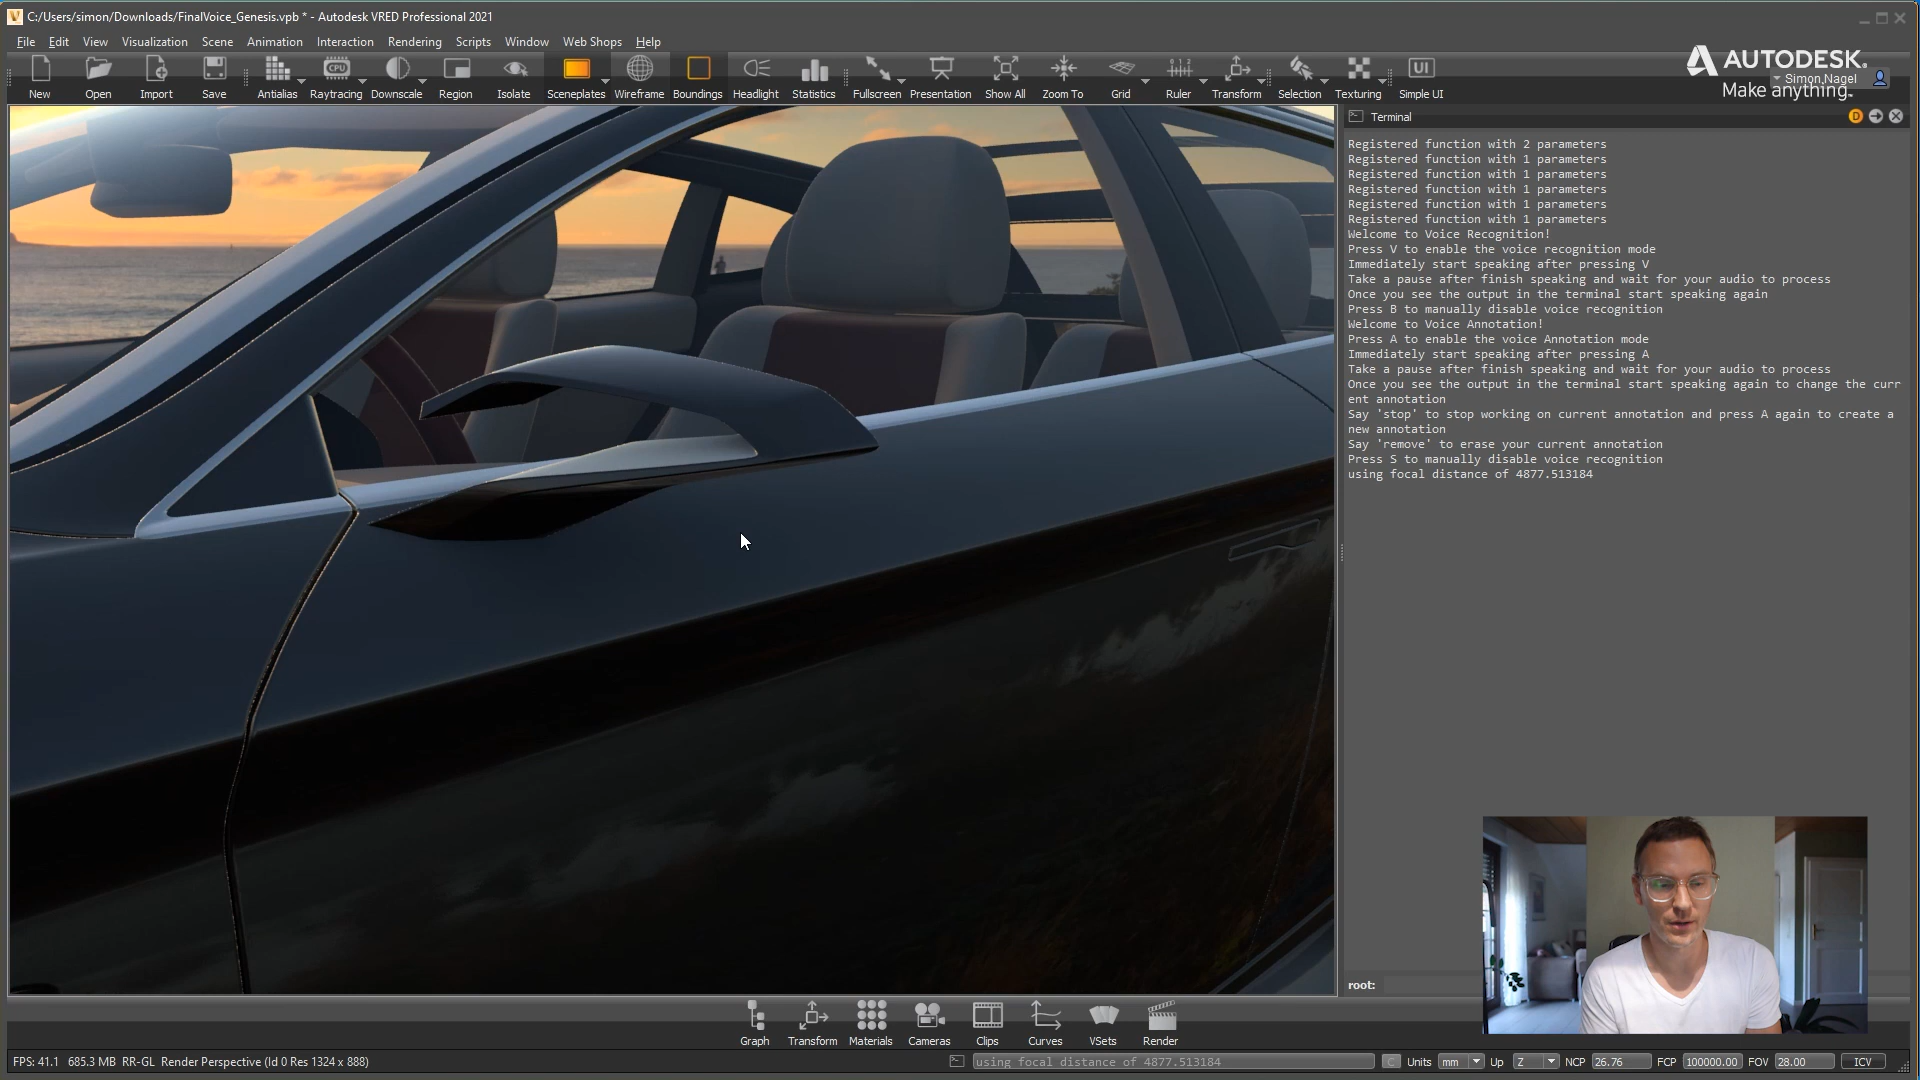 C:/Users/simon/Downloads/FinalVoice_Genesis.vpb * - Autodesk VRED Professional 2021
File Edit View Visualization Scene Animation Interaction Rendering Scripts Window Web Shops Help
AUTODESK.
Simon.Nagel
Make anything.
CPU
UI
New Open Import Save Antialias Raytracing Downscale Region Isolate Sceneplates Wireframe Boundings Headlight Statistics Fullscreen Presentation Show All Zoom To Grid Ruler Transform Selection Texturing Simple UI
Terminal
D
Registered function with 2 parameters
Registered function with 1 parameters
Registered function with 1 parameters
Registered function with 1 parameters
Registered function with 1 parameters
Registered function with 1 parameters
Welcome to Voice Recognition!
Press V to enable the voice recognition mode
Immediately start speaking after pressing V
Take a pause after finish speaking and wait for your audio to process
Once you see the output in the terminal start speaking again
Press B to manually disable voice recognition
Welcome to Voice Annotation!
Press A to enable the voice Annotation mode
Immediately start speaking after pressing A
Take a pause after finish speaking and wait for your audio to process
Once you see the output in the terminal start speaking again to change the curr
ent annotation
Say 'stop' to stop working on current annotation and press A again to create a
new annotation
Say 'remove' to erase your current annotation
Press S to manually disable voice recognition
using focal distance of 4877.513184
root:
Graph Transform Materials Cameras Clips Curves VSets Render
FPS: 41.1 685.3 MB RR-GL Render Perspective (Id 0 Res 1324 x 888)
using focal distance of 4877.513184
C Units mm Up Z NCP 26.76 FCP 100000.00 FOV 28.00 ICV